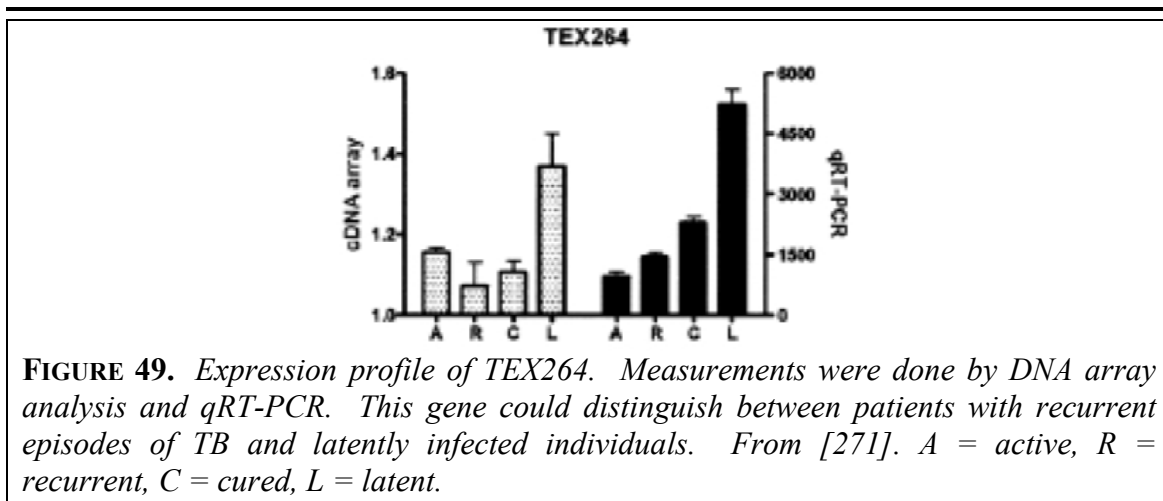 TEX264
1.8
1.4
1.2
1.0
cDNA array
A R C L
A R C L
6000
4500
3000
1500
0
qRT-PCR
FIGURE 49. Expression profile of TEX264. Measurements were done by DNA array
analysis and qRT-PCR. This gene could distinguish between patients with recurrent
episodes of TB and latently infected individuals. From [271]. A = active, R =
recurrent, C = cured, L = latent.